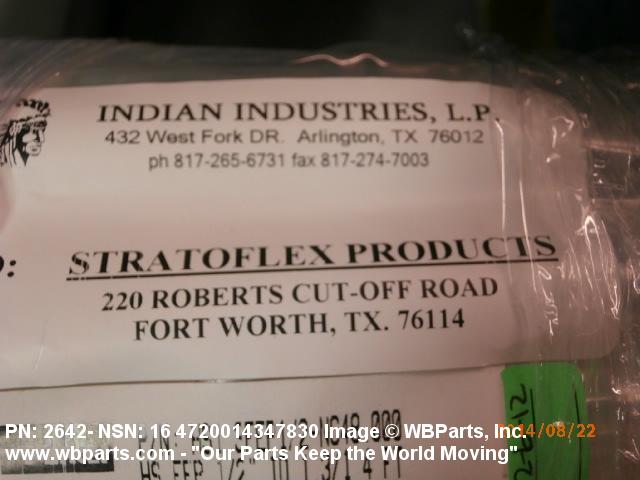 INDIAN INDUSTRIES, L.P.
432 West Fork DR. Arlington, TX 76012
ph 817-265-6731 fax 817-274-7003
STRATOFLEX PRODUCTS
220 ROBERTS CUT-OFF ROAD
FORT WORTH, TX. 76114
PN: 2642- NSN: 16 4720014347830 Image © WBParts, Inc.
2014/08/22
www.wbparts.com - "Our Parts Keep the World Moving"